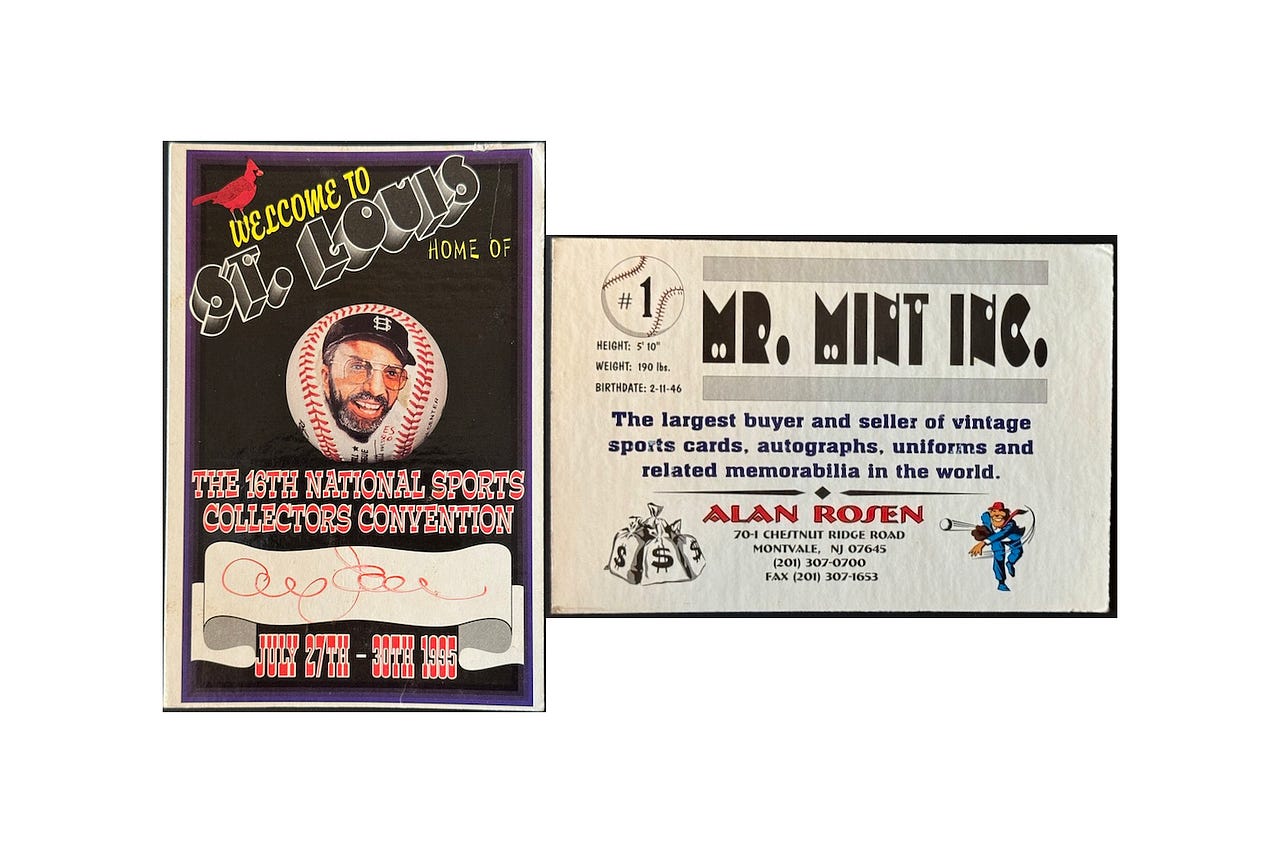 WELCOME TO
ST. LOUIS
HOME OF
THE 16TH NATIONAL SPORTS
COLLECTORS CONVENTION
JULY 27TH - 30TH 1995
#1
MR. MINT INC.
HEIGHT: 5' 10"
WEIGHT: 190 lbs.
BIRTHDATE: 2-11-46
The largest buyer and seller of vintage
sports cards, autographs, uniforms and
related memorabilia in the world.
$ $ $
ALAN ROSEN
70-1 CHESTNUT RIDGE ROAD
MONTVALE, NJ 07645
(201) 307-0700
FAX (201) 307-1653